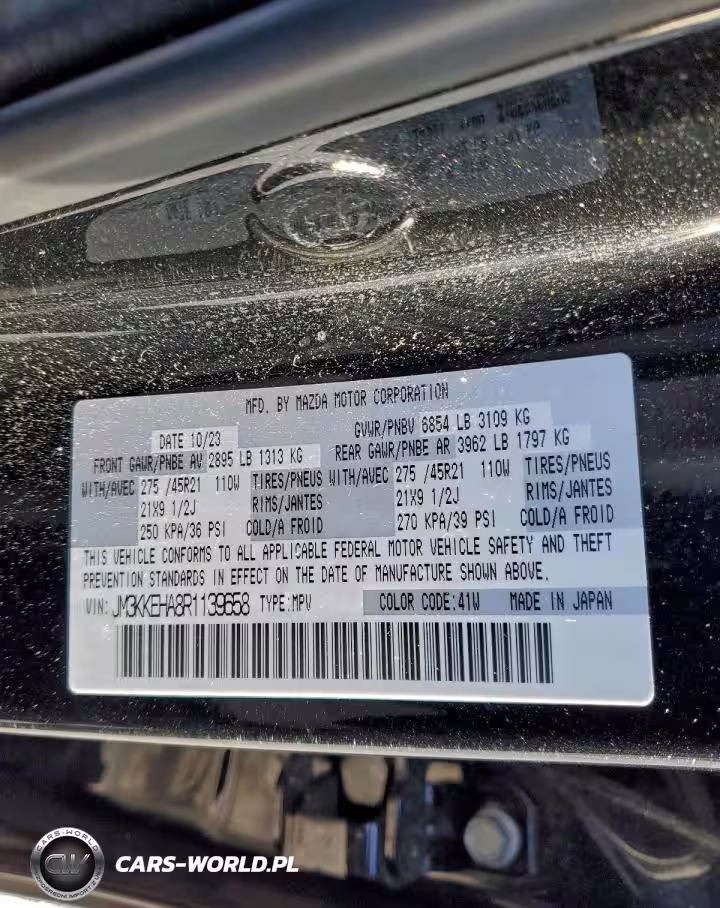 MFD. BY MAZDA MOTOR CORPORATION
DATE 10/23 GVWR/PNBV 6854 LB 3109 KG
FRONT GAWR/PNBE AV 2895 LB 1313 KG REAR GAWR/PNBE AR 3962 LB 1797 KG
WITH/AVEC 275 /45R21 110W TIRES/PNEUS WITH/AVEC 275 /45R21 110W TIRES/PNEUS
21X9 1/2J RIMS/JANTES 21X9 1/2J RIMS/JANTES
250 KPA/36 PSI COLD/A FROID 270 KPA/39 PSI COLD/A FROID
THIS VEHICLE CONFORMS TO ALL APPLICABLE FEDERAL MOTOR VEHICLE SAFETY AND THEFT
PREVENTION STANDARDS IN EFFECT ON THE DATE OF MANUFACTURE SHOWN ABOVE.
VIN: JM3KKEHA8R1139658 TYPE:MPV COLOR CODE:41W MADE IN JAPAN
CARS-WORLD
CW
CARS-WORLD.PL